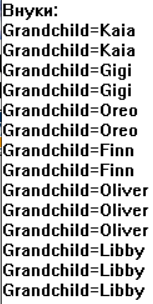 Внуки:
Grandchild=Kaia
Grandchild=Kaia
Grandchild=Gigi
Grandchild=Gigi
Grandchild=Oreo
Grandchild=Oreo
Grandchild=Finn
Grandchild=Finn
Grandchild=Oliver
Grandchild=Oliver
Grandchild=Oliver
Grandchild=Libby
Grandchild=Libby
Grandchild=Libby